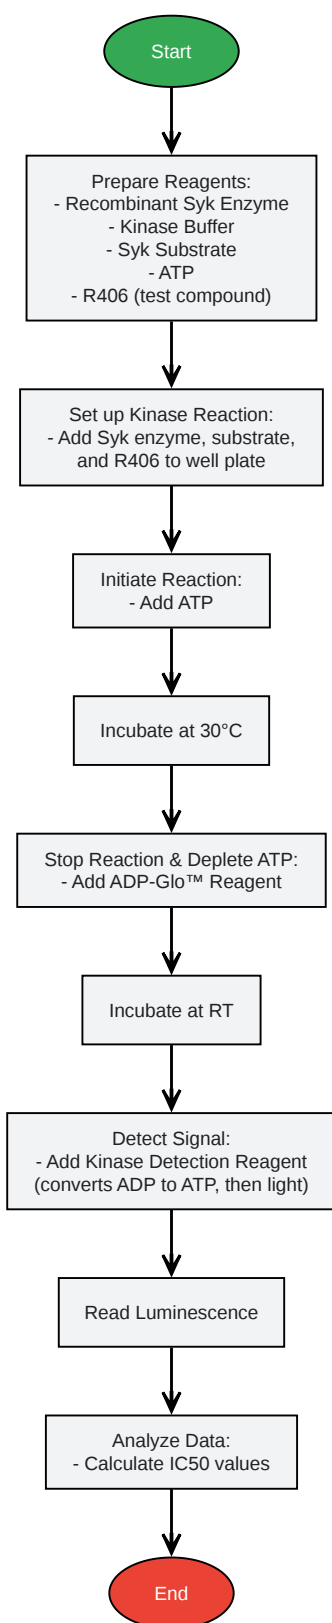 Start
Prepare Reagents:
- Recombinant Syk Enzyme
- Kinase Buffer
- Syk Substrate
- ATP
- R406 (test compound)
Set up Kinase Reaction:
- Add Syk enzyme, substrate,
and R406 to well plate
Initiate Reaction:
- Add ATP
Incubate at 30°C
Stop Reaction & Deplete ATP:
- Add ADP-Glo™ Reagent
Incubate at RT
Detect Signal:
- Add Kinase Detection Reagent
(converts ADP to ATP, then light)
Read Luminescence
Analyze Data:
- Calculate IC50 values
End